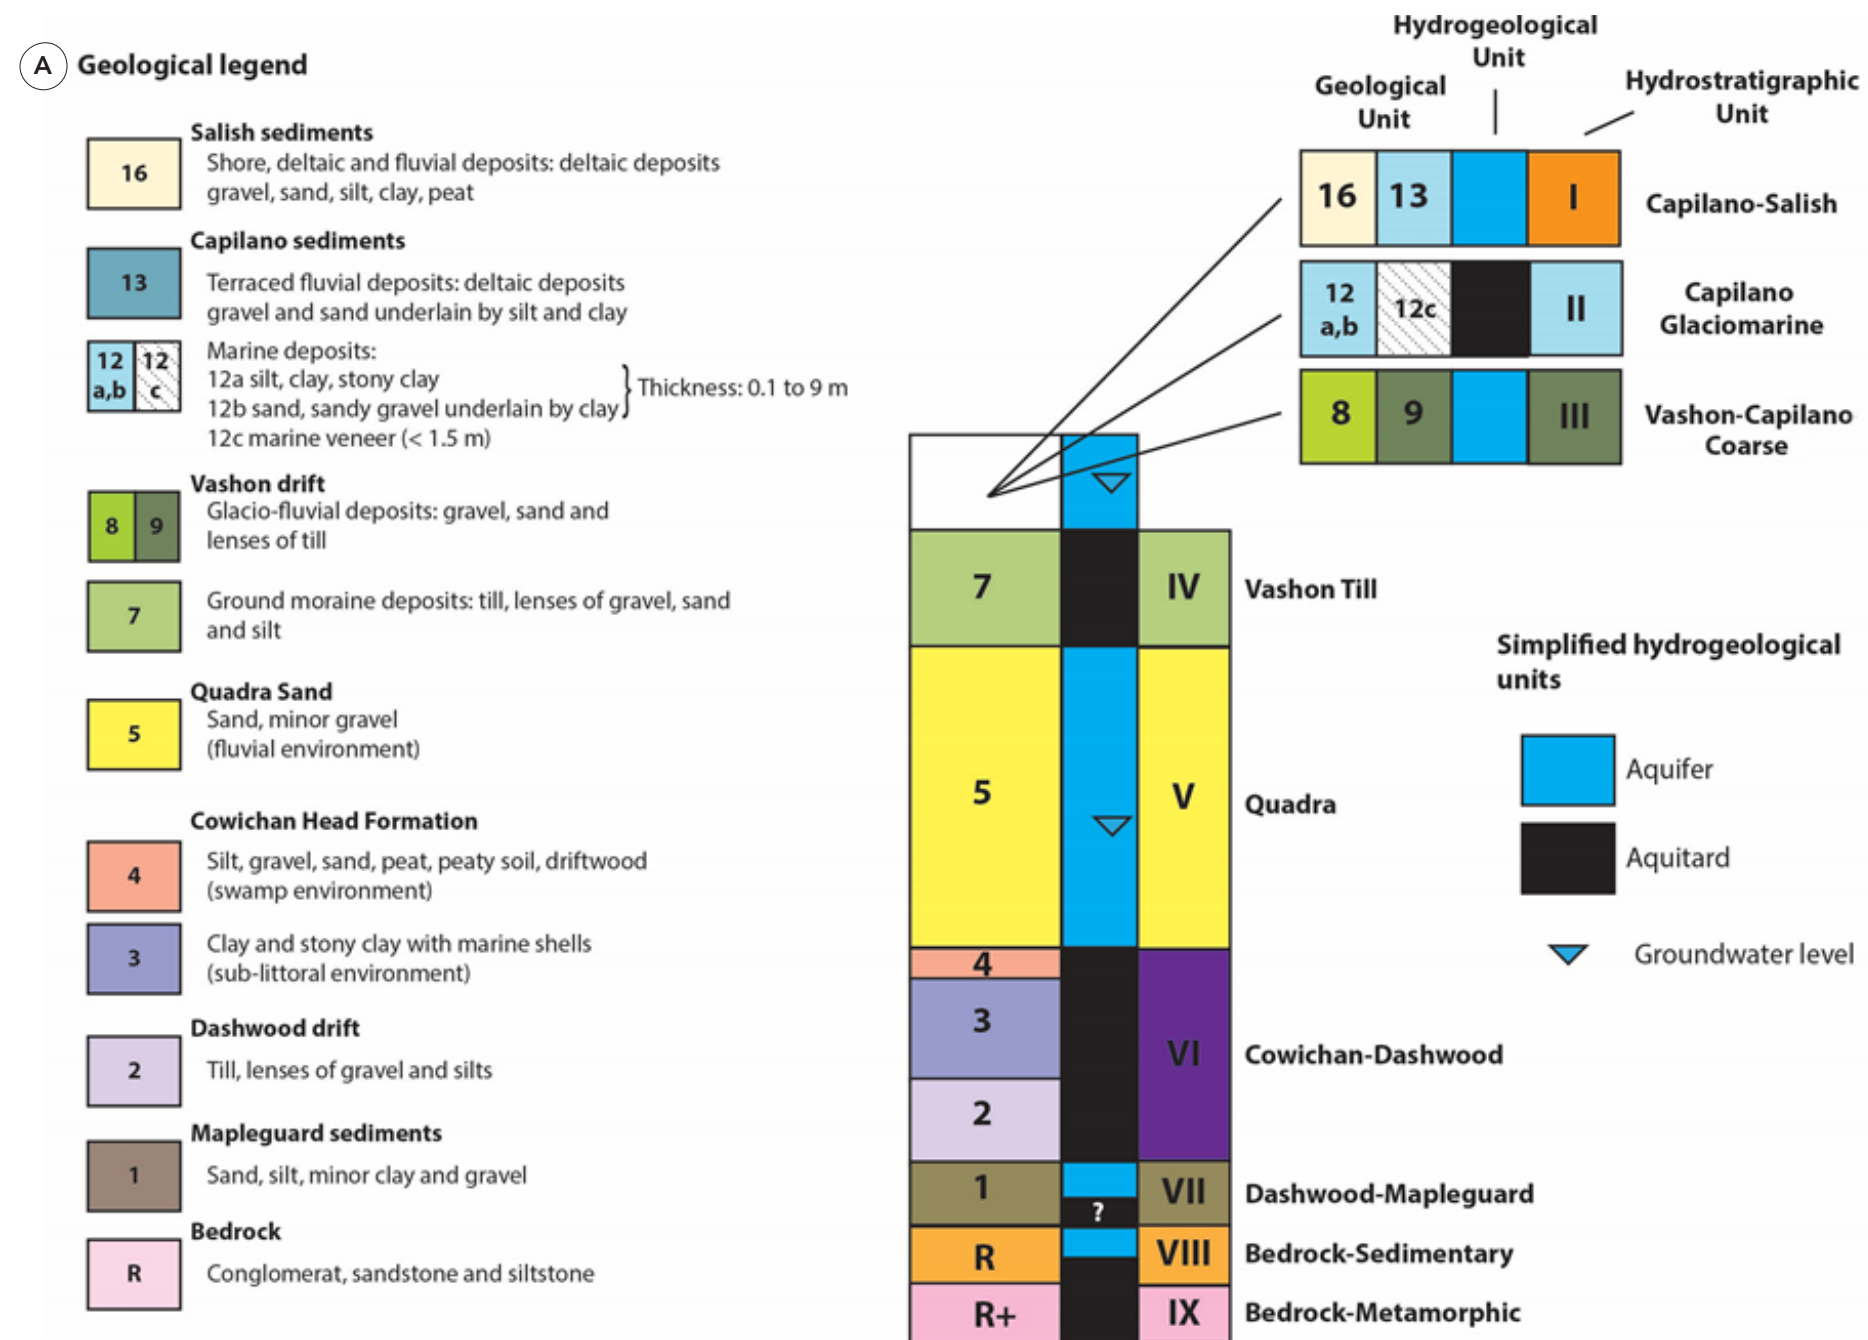 A Geological legend
16
Salish sediments
Shore, deltaic and fluvial deposits: deltaic deposits
gravel, sand, silt, clay, peat
13
Capilano sediments
Terraced fluvial deposits: deltaic deposits
gravel and sand underlain by silt and clay
12 a,b
12 c
Marine deposits:
12a silt, clay, stony clay
12b sand, sandy gravel underlain by clay
12c marine veneer (< 1.5 m)
Thickness: 0.1 to 9 m
8 9
Vashon drift
Glacio-fluvial deposits: gravel, sand and
lenses of till
7
Ground moraine deposits: till, lenses of gravel, sand
and silt
5
Quadra Sand
Sand, minor gravel
(fluvial environment)
Cowichan Head Formation
4
Silt, gravel, sand, peat, peaty soil, driftwood
(swamp environment)
3
Clay and stony clay with marine shells
(sub-littoral environment)
Dashwood drift
2
Till, lenses of gravel and silts
Mapleguard sediments
1
Sand, silt, minor clay and gravel
Bedrock
R
Conglomerat, sandstone and siltstone
Hydrogeological
Unit
Geological
Unit
Hydrostratigraphic
Unit
16 13 I
Capilano-Salish
12
a,b
12c II
Capilano
Glaciomarine
8 9 III
Vashon-Capilano
Coarse
7 IV Vashon Till
5 V Quadra
4
3
2
VI Cowichan-Dashwood
1 ? VII Dashwood-Mapleguard
R VIII Bedrock-Sedimentary
R+ IX Bedrock-Metamorphic
Simplified hydrogeological
units
Aquifer
Aquitard
Groundwater level